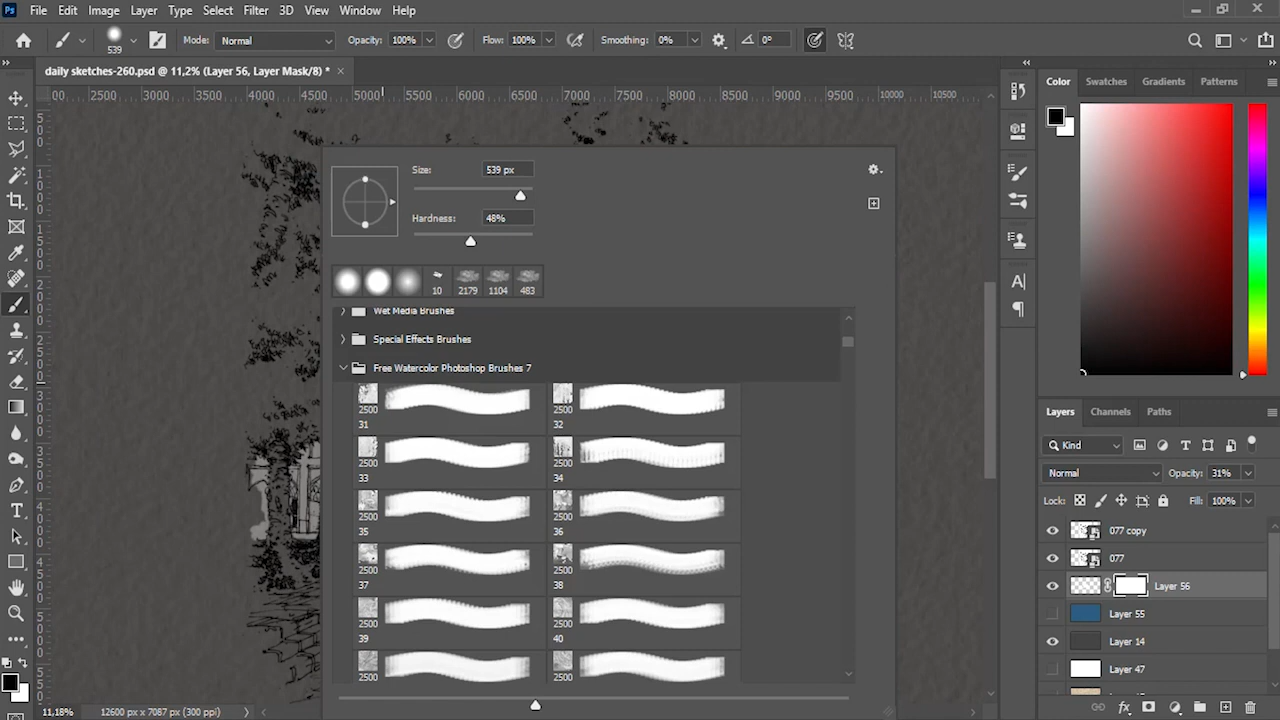 Ps File Edit Image Layer Type Select Filter 3D View Window Help
539 Mode: Normal Opacity: 100% Flow: 100% Smoothing: 0% 0°
daily sketches-260.psd @ 11,2% (Layer 56, Layer Mask/8) *
00 2500 3000 3500 4000 4500 5000 5500 6000 6500 7000 7500 8000 8500 9000 9500 10000 10500
Size: 539 px
Hardness: 48%
10 2179 1104 483
Wet Media Brushes
Special Effects Brushes
Free Watercolor Photoshop Brushes 7
2500 2500
31 32
2500 2500
33 34
2500 2500
35 36
2500 2500
37 38
2500 2500
39 40
2500 2500
Color Swatches Gradients Patterns
Layers Channels Paths
Kind
Normal Opacity: 31%
Lock: Fill: 100%
077 copy
077
Layer 56
Layer 55
Layer 14
Layer 47
11,18% 12600 px x 7087 px (300 ppi)